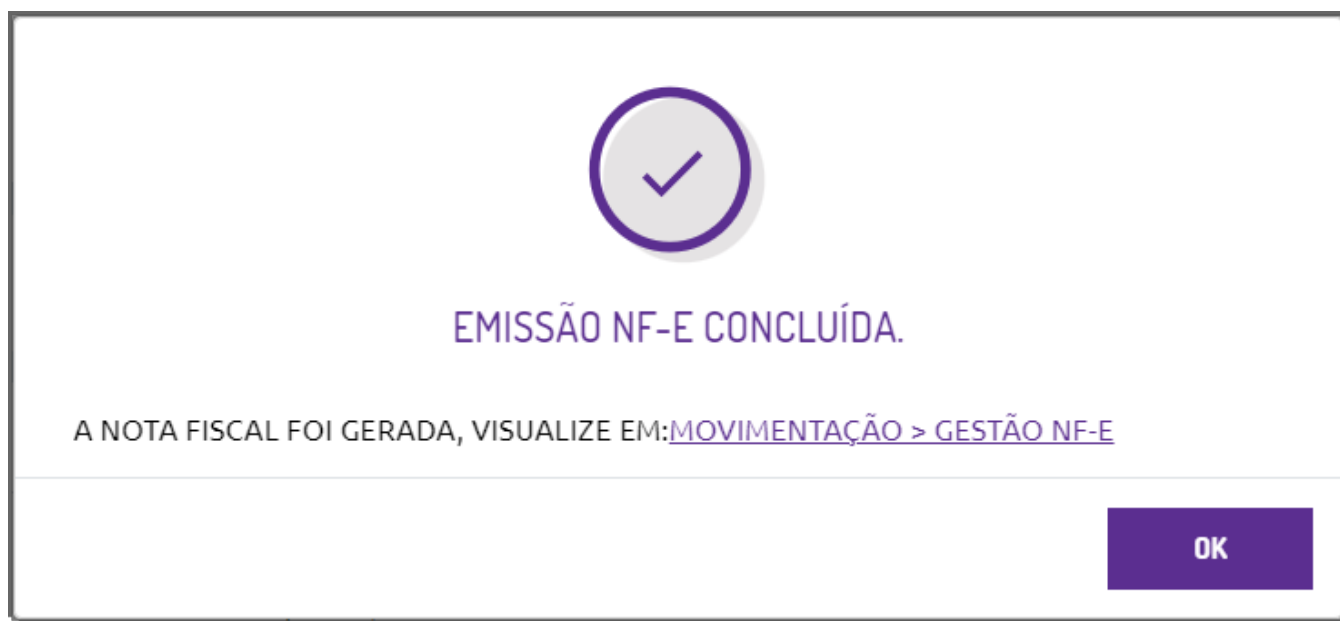 EMISSÃO NF-E CONCLUÍDA.
A NOTA FISCAL FOI GERADA, VISUALIZE EM:MOVIMENTAÇÃO > GESTÃO NF-E
OK